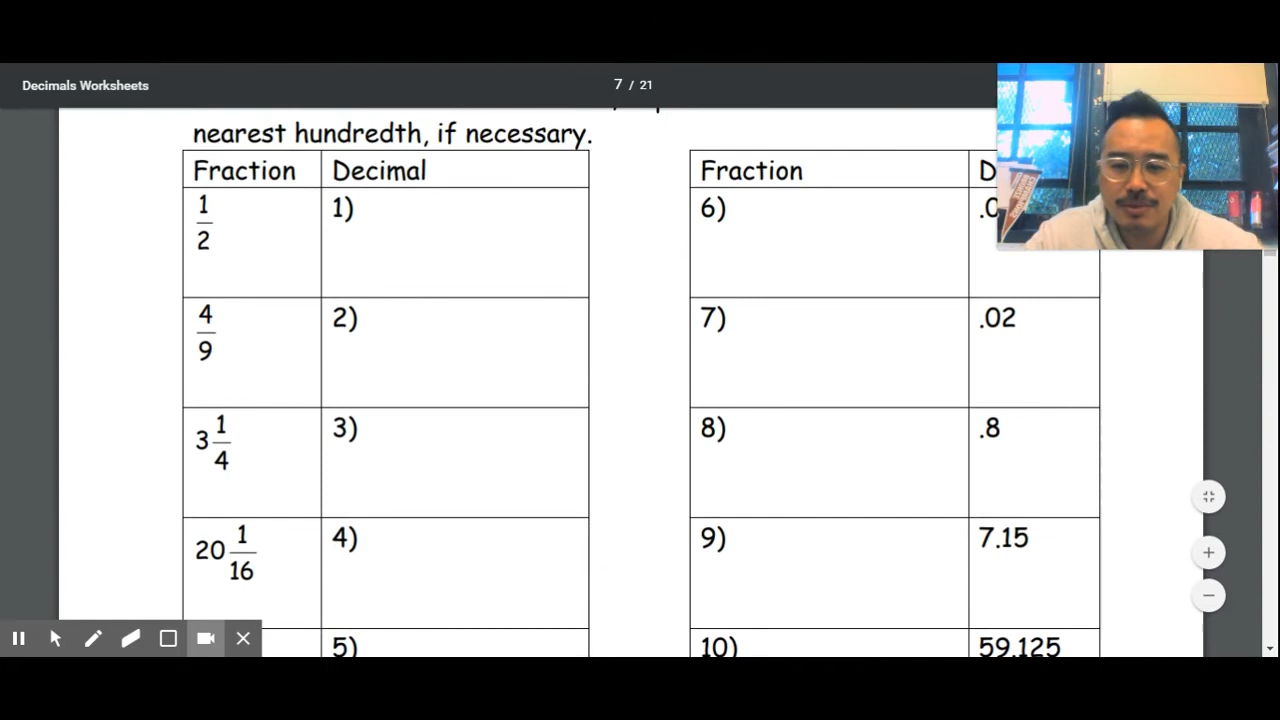 Decimals Worksheets
7 / 21
nearest hundredth, if necessary.
Fraction Decimal
1/2 1)
4/9 2)
3 1/4 3)
20 1/16 4)
5)
Fraction D
6) .0
7) .02
8) .8
9) 7.15
10) 59.125